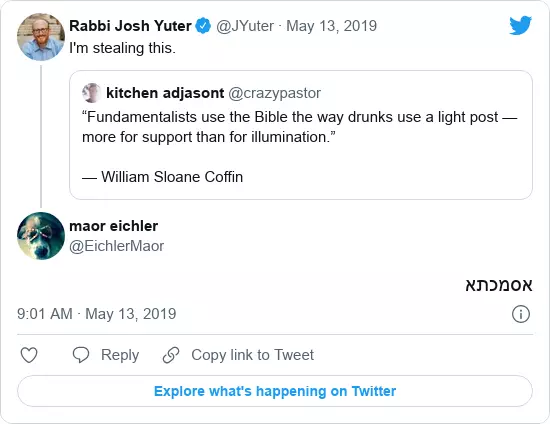 Rabbi Josh Yuter @JYuter · May 13, 2019
I'm stealing this.
kitchen adjasont @crazypastor
“Fundamentalists use the Bible the way drunks use a light post —
more for support than for illumination.”
— William Sloane Coffin
maor eichler
@EichlerMaor
אסמכתא
9:01 AM · May 13, 2019
Reply
Copy link to Tweet
Explore what's happening on Twitter